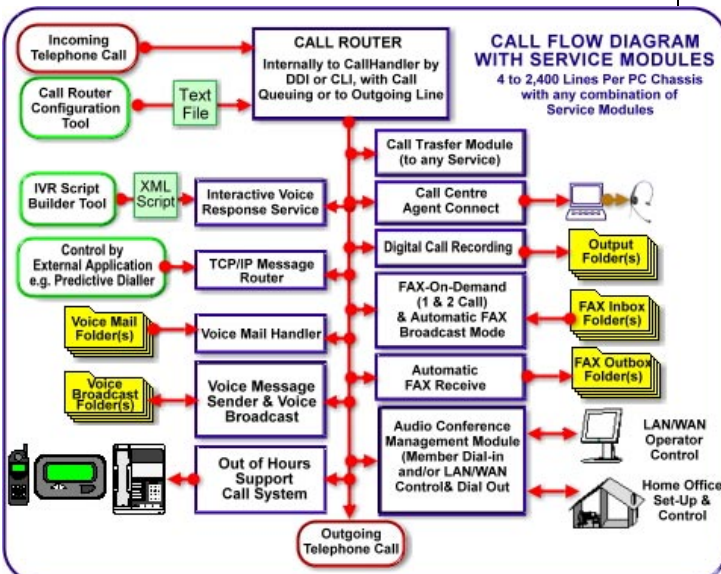 Incoming
Telephone Call
CALL ROUTER
Internally to CallHandler by
DDI or CLI, with Call
Queuing or to Outgoing Line
CALL FLOW DIAGRAM
WITH SERVICE MODULES
4 to 2,400 Lines Per PC Chassis
with any combination of
Service Modules
Call Router
Configuration
Tool
Text
File
Call Trasfer Module
(to any Service)
IVR Script
Builder Tool
XML
Script
Interactive Voice
Response Service
Call Centre
Agent Connect
Control by
External Application
e.g. Predictive Dialler
TCP/IP Message
Router
Digital Call Recording
Output
Folder(s)
FAX-On-Demand
(1 & 2 Call)
& Automatic FAX
Broadcast Mode
FAX Inbox
Folder(s)
Voice Mail
Folder(s)
Voice Mail Handler
Automatic
FAX Receive
FAX Outbox
Folder(s)
Voice
Broadcast
Folder(s)
Voice Message
Sender & Voice
Broadcast
Audio Conference
Management Module
(Member Dial-in
and/or LAN/WAN
Control& Dial Out
LAN/WAN
Operator
Control
Out of Hours
Support
Call System
Home Office
Set-Up &
Control
Outgoing
Telephone Call